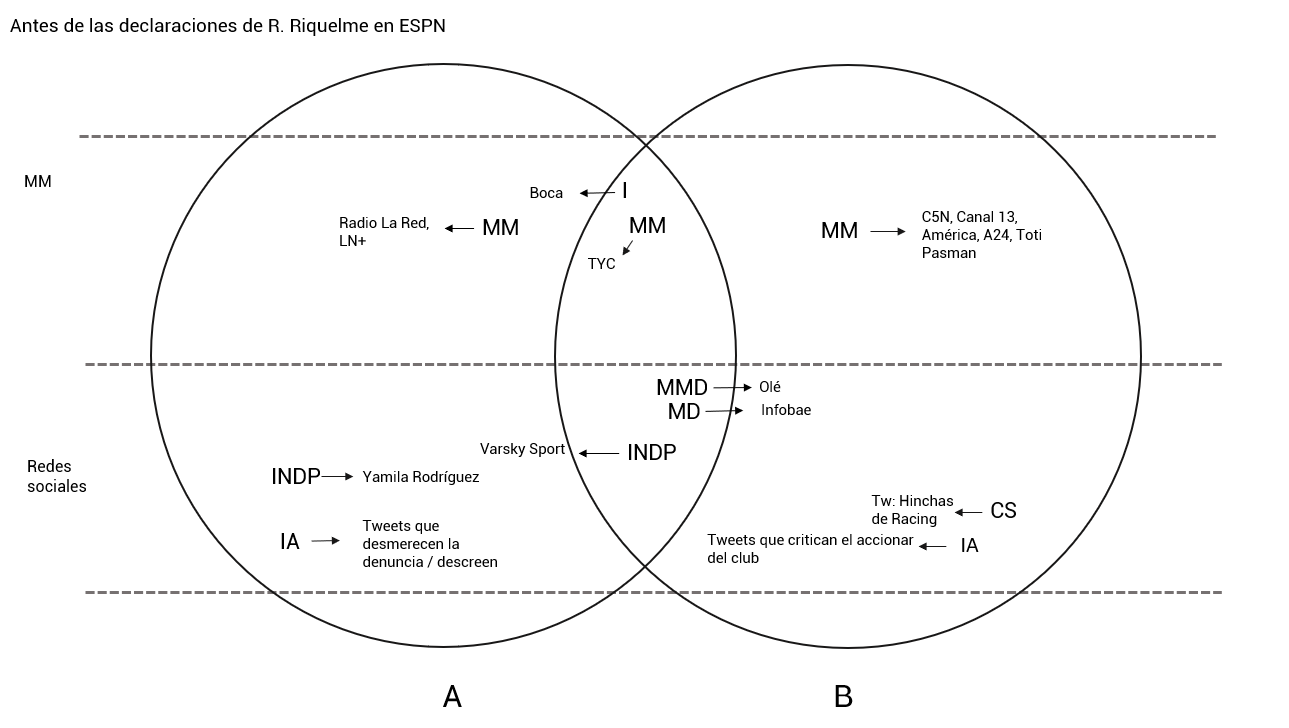 Antes de las declaraciones de R. Riquelme en ESPN
MM
Boca
I
Radio La Red,
LN+
MM
MM
TYC
MM
C5N, Canal 13,
América, A24, Toti
Pasman
MMD
Olé
MD
Infobae
Varsky Sport
INDP
Redes
sociales
INDP
Yamila Rodríguez
Tw: Hinchas
de Racing
CS
IA
Tweets que
desmerecen la
denuncia / descreen
Tweets que critican el accionar
del club
IA
A
B